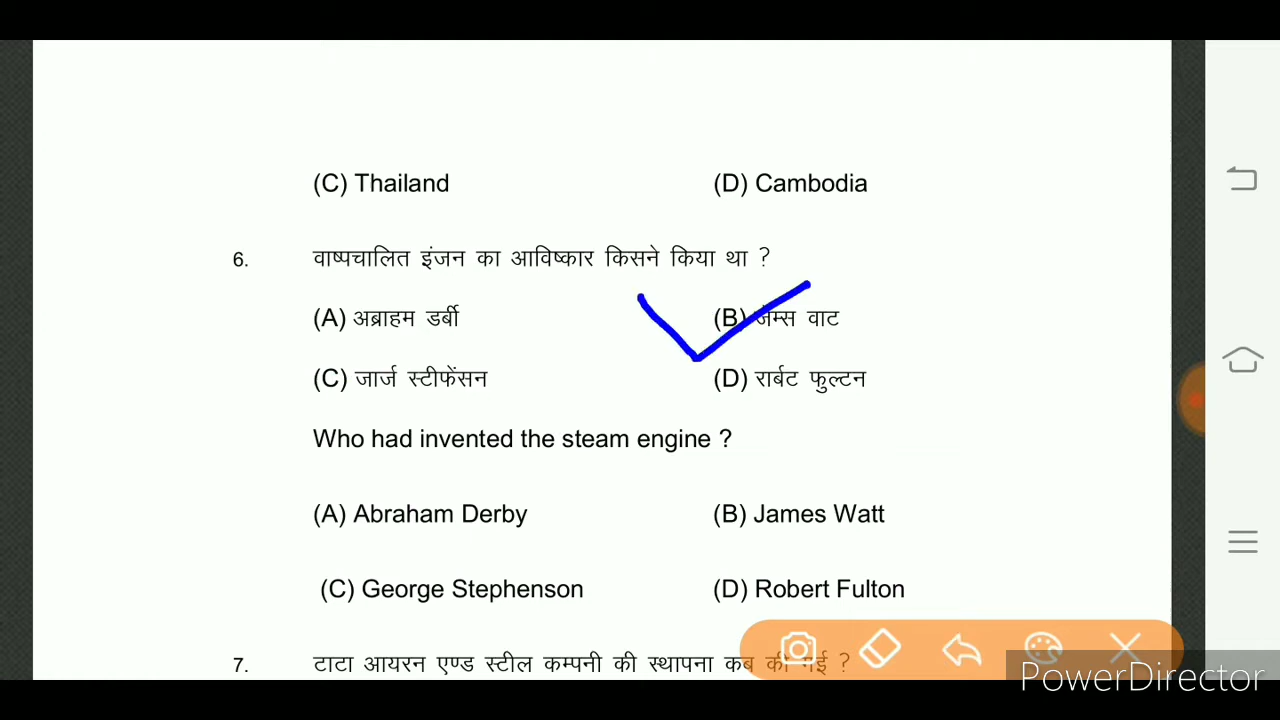 (C) Thailand (D) Cambodia
6. वाष्पचालित इंजन का आविष्कार किसने किया था ?
(A) अब्राहम डर्बी (B) जेम्स वाट
(C) जार्ज स्टीफेंसन (D) रार्बट फुल्टन
Who had invented the steam engine ?
(A) Abraham Derby (B) James Watt
(C) George Stephenson (D) Robert Fulton
7. टाटा आयरन एण्ड स्टील कम्पनी की स्थापना कब की गई ?
PowerDirector